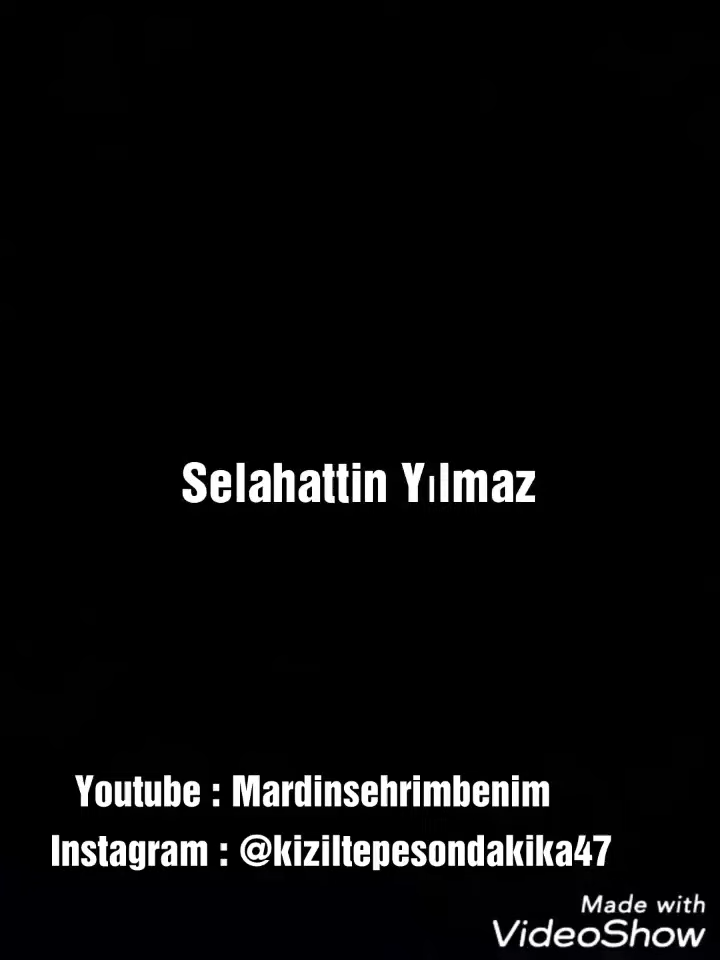 Selahattin Yılmaz
Youtube : Mardinsehrimbenim
Instagram : @kiziltepesondakika47
Made with
VideoShow